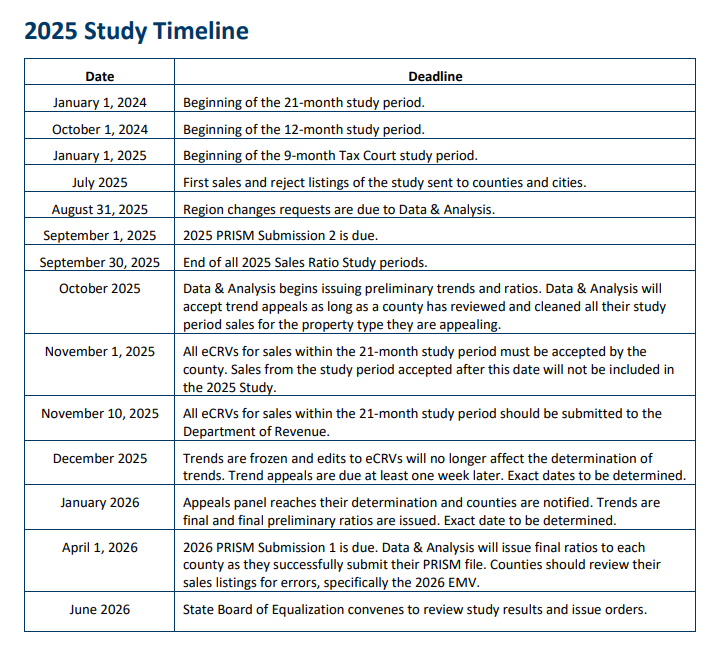 2025 Study Timeline
Date Deadline
January 1, 2024 Beginning of the 21-month study period.
October 1, 2024 Beginning of the 12-month study period.
January 1, 2025 Beginning of the 9-month Tax Court study period.
July 2025 First sales and reject listings of the study sent to counties and cities.
August 31, 2025 Region changes requests are due to Data & Analysis.
September 1, 2025 2025 PRISM Submission 2 is due.
September 30, 2025 End of all 2025 Sales Ratio Study periods.
October 2025 Data & Analysis begins issuing preliminary trends and ratios. Data & Analysis will
accept trend appeals as long as a county has reviewed and cleaned all their study
period sales for the property type they are appealing.
November 1, 2025 All eCRVs for sales within the 21-month study period must be accepted by the
county. Sales from the study period accepted after this date will not be included in
the 2025 Study.
November 10, 2025 All eCRVs for sales within the 21-month study period should be submitted to the
Department of Revenue.
December 2025 Trends are frozen and edits to eCRVs will no longer affect the determination of
trends. Trend appeals are due at least one week later. Exact dates to be determined.
January 2026 Appeals panel reaches their determination and counties are notified. Trends are
final and final preliminary ratios are issued. Exact date to be determined.
April 1, 2026 2026 PRISM Submission 1 is due. Data & Analysis will issue final ratios to each
county as they successfully submit their PRISM file. Counties should review their
sales listings for errors, specifically the 2026 EMV.
June 2026 State Board of Equalization convenes to review study results and issue orders.